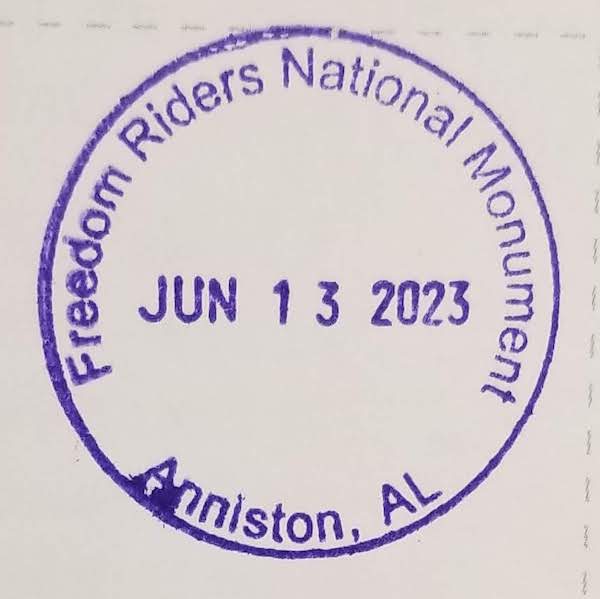 Freedom Riders National Monument
JUN 13 2023
Anniston, AL